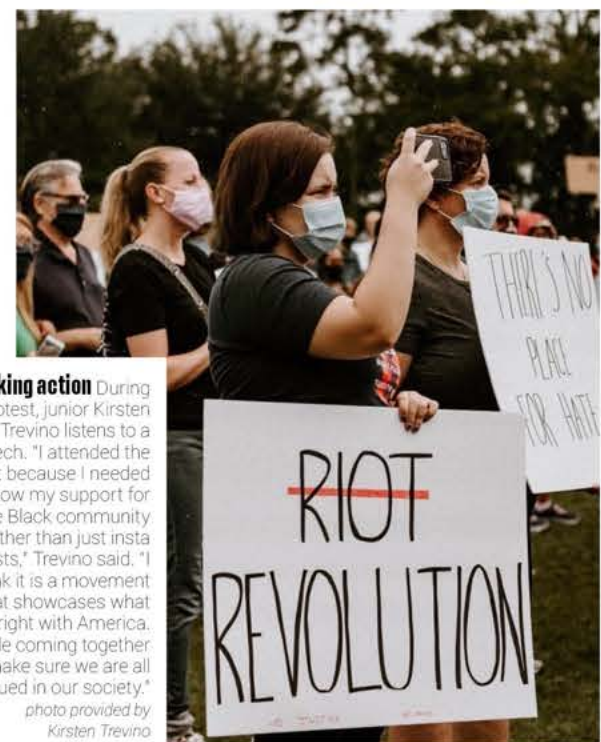 king action During
otest, junior Kirsten
Trevino listens to a
ech. "I attended the
t because I needed
ow my support for
e Black community
ther than just insta
sts," Trevino said. "I
k it is a movement
at showcases what
right with America.
le coming together
ake sure we are all
ued in our society."
photo provided by
Kirsten Trevino
THERE'S NO
PLACE
FOR HATE
RIOT
REVOLUTION